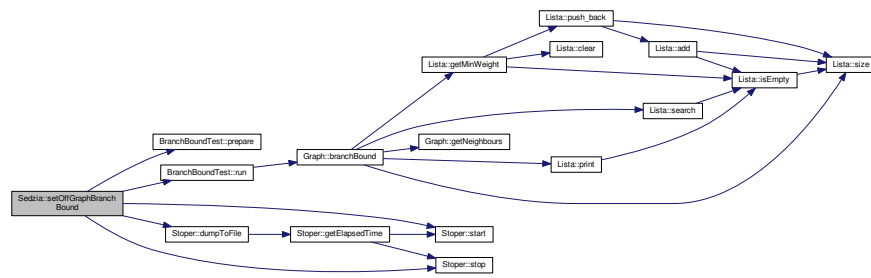 Lista::push_back
Lista::clear
Lista::add
Lista::getMinWeight
Lista::size
Lista::isEmpty
Lista::search
BranchBoundTest::prepare
Graph::getNeighbours
Graph::branchBound
Lista::print
BranchBoundTest::run
Sedzia::setOffGraphBranch
Bound
Stoper::dumpToFile
Stoper::getElapsedTime
Stoper::start
Stoper::stop